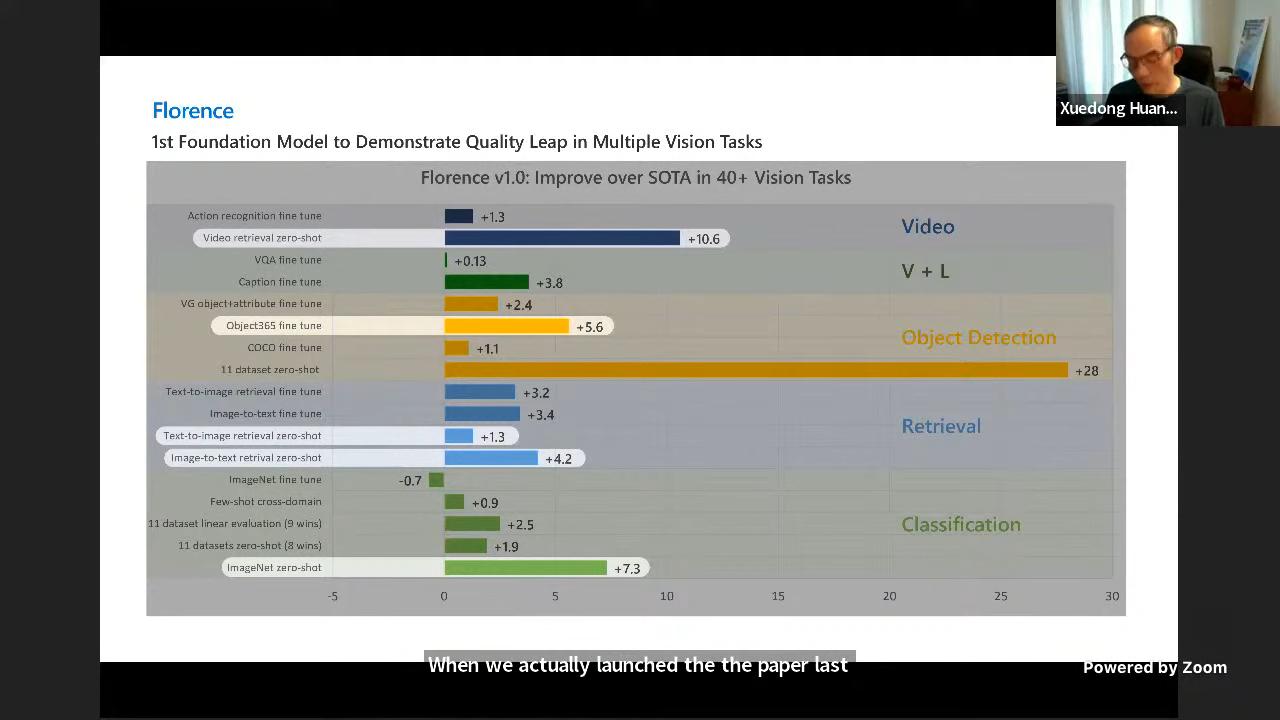 Florence
1st Foundation Model to Demonstrate Quality Leap in Multiple Vision Tasks
Xuedong Huan...
Florence v1.0: Improve over SOTA in 40+ Vision Tasks
Action recognition fine tune +1.3
Video retrieval zero-shot +10.6
Video
VQA fine tune +0.13
Caption fine tune +3.8
V + L
VG object+attribute fine tune +2.4
Object365 fine tune +5.6
COCO fine tune +1.1
11 dataset zero-shot +28
Object Detection
Text-to-image retrieval fine tune +3.2
Image-to-text fine tune +3.4
Text-to-image retrieval zero-shot +1.3
Image-to-text retrival zero-shot +4.2
Retrieval
ImageNet fine tune -0.7
Few-shot cross-domain +0.9
11 dataset linear evaluation (9 wins) +2.5
11 datasets zero-shot (8 wins) +1.9
ImageNet zero-shot +7.3
Classification
-5 0 5 10 15 20 25 30
When we actually launched the the paper last
Powered by Zoom